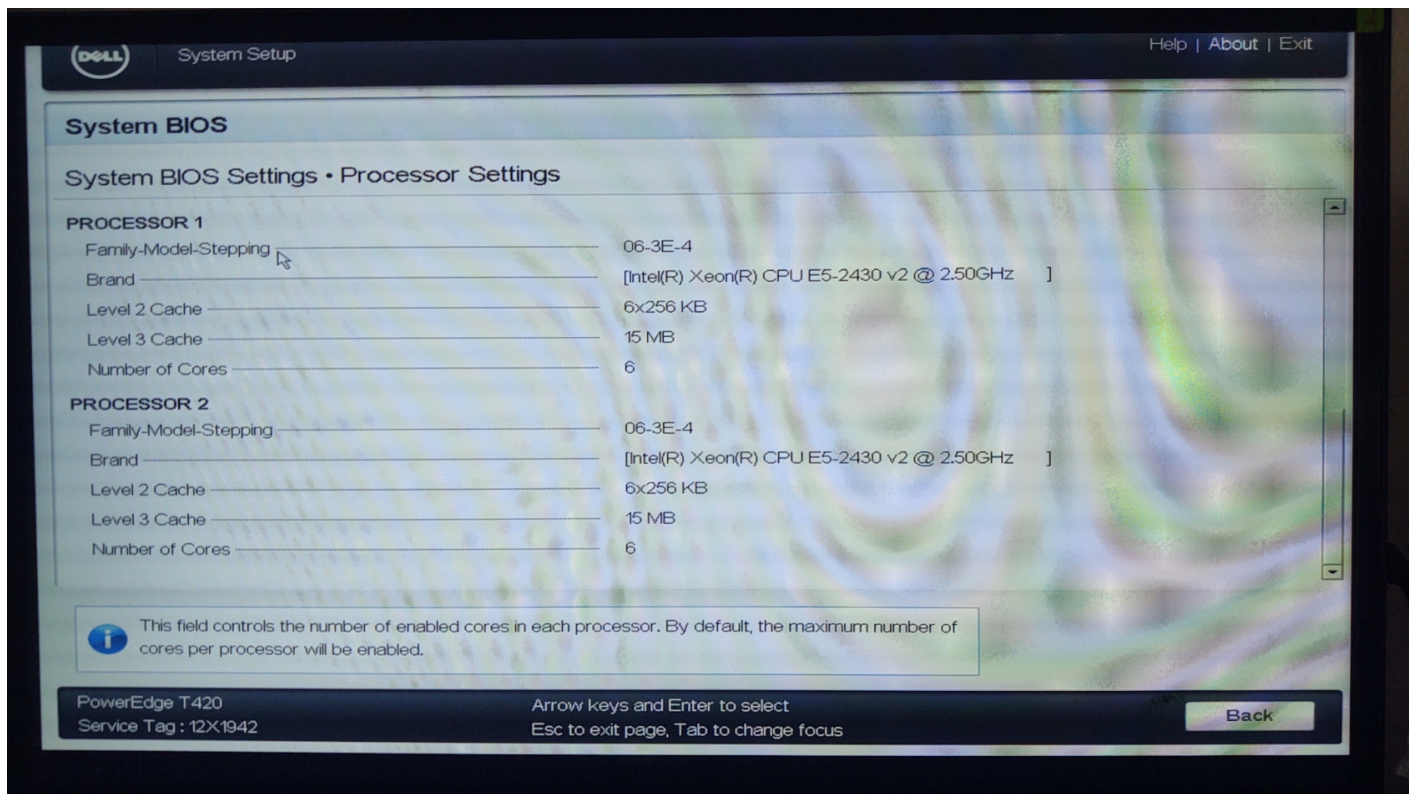 DELL
System Setup
Help | About | Exit
System BIOS
System BIOS Settings • Processor Settings
PROCESSOR 1
Family-Model-Stepping 06-3E-4
Brand [Intel(R) Xeon(R) CPU E5-2430 v2 @ 2.50GHz ]
Level 2 Cache 6x256 KB
Level 3 Cache 15 MB
Number of Cores 6
PROCESSOR 2
Family-Model-Stepping 06-3E-4
Brand [Intel(R) Xeon(R) CPU E5-2430 v2 @ 2.50GHz ]
Level 2 Cache 6x256 KB
Level 3 Cache 15 MB
Number of Cores 6
This field controls the number of enabled cores in each processor. By default, the maximum number of
cores per processor will be enabled.
PowerEdge T420
Service Tag : 12X1942
Arrow keys and Enter to select
Esc to exit page, Tab to change focus
Back